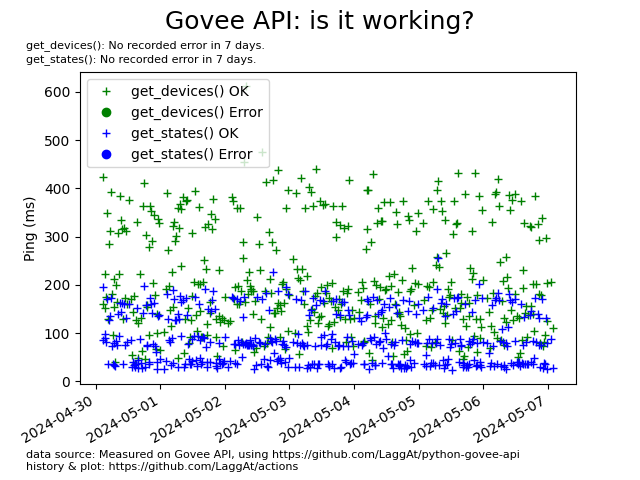 Govee API: is it working?
get_devices(): No recorded error in 7 days.
get_states(): No recorded error in 7 days.
get_devices() OK
get_devices() Error
get_states() OK
get_states() Error
Ping (ms)
600
500
400
300
200
100
0
2024-04-30
2024-05-01
2024-05-02
2024-05-03
2024-05-04
2024-05-05
2024-05-06
2024-05-07
data source: Measured on Govee API, using https://github.com/LaggAt/python-govee-api
history & plot: https://github.com/LaggAt/actions